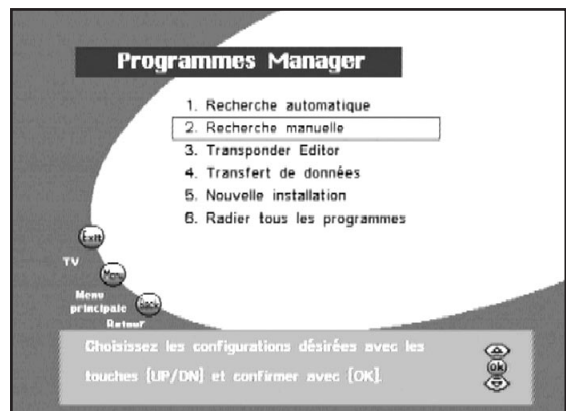 Programmes Manager
1. Recherche automatique
2. Recherche manuelle
3. Transponder Editor
4. Transfert de données
5. Nouvelle installation
6. Radier tous les programmes
Exit
TV
Menu
Menu
principale
Back
Retour
Choisissez les configurations désirées avec les
touches [UP/DN] et confirmer avec [OK].
Ok